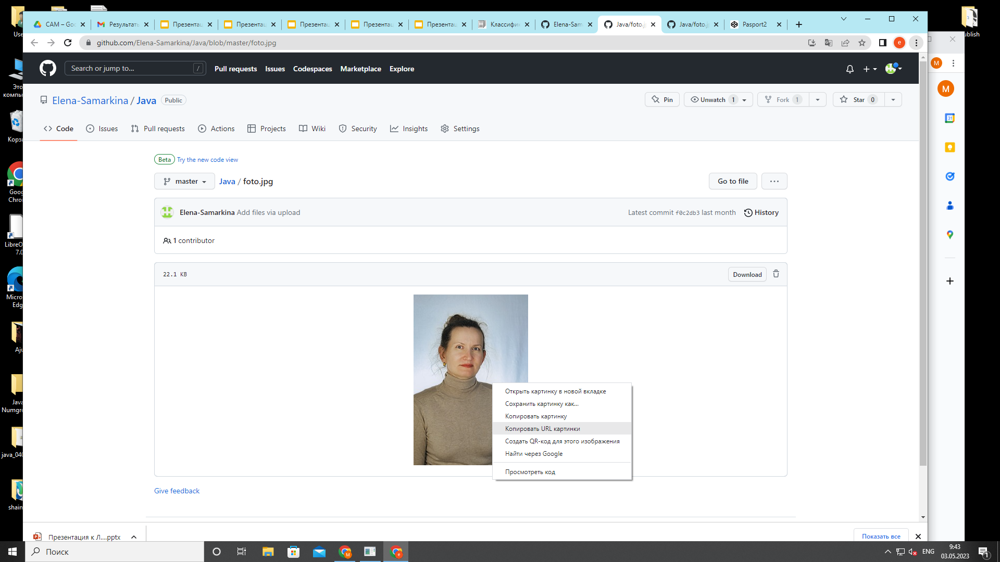 CAM – Goo
Результать
Презентац
Презентац
Презентац
Презентац
Презентац
Классифи
Elena-Sam
Java/foto.j
Java/foto.j
Pasport2
github.com/Elena-Samarkina/Java/blob/master/foto.jpg
e
Search or jump to...
/
Pull requests
Issues
Codespaces
Marketplace
Explore
Elena-Samarkina / Java
Public
Pin
Unwatch 1
Fork 1
Star 0
Code
Issues
Pull requests
Actions
Projects
Wiki
Security
Insights
Settings
Beta Try the new code view
master
Java / foto.jpg
Go to file
Elena-Samarkina Add files via upload
Latest commit f0c2db3 last month
History
1 contributor
22.1 KB
Download
Открыть картинку в новой вкладке
Сохранить картинку как...
Копировать картинку
Копировать URL картинки
Создать QR-код для этого изображения
Найти через Google
Просмотреть код
Give feedback
Презентация к Л....pptx
Показать все
Use
Это
компы
Корзи
Goog
Chro
LibreO
7.0
Micro
Edg
Aju
Java
Numgr
java_040
shain
ublish
M
M
31
Поиск
M
e
ENG
9:43
03.05.2023
1